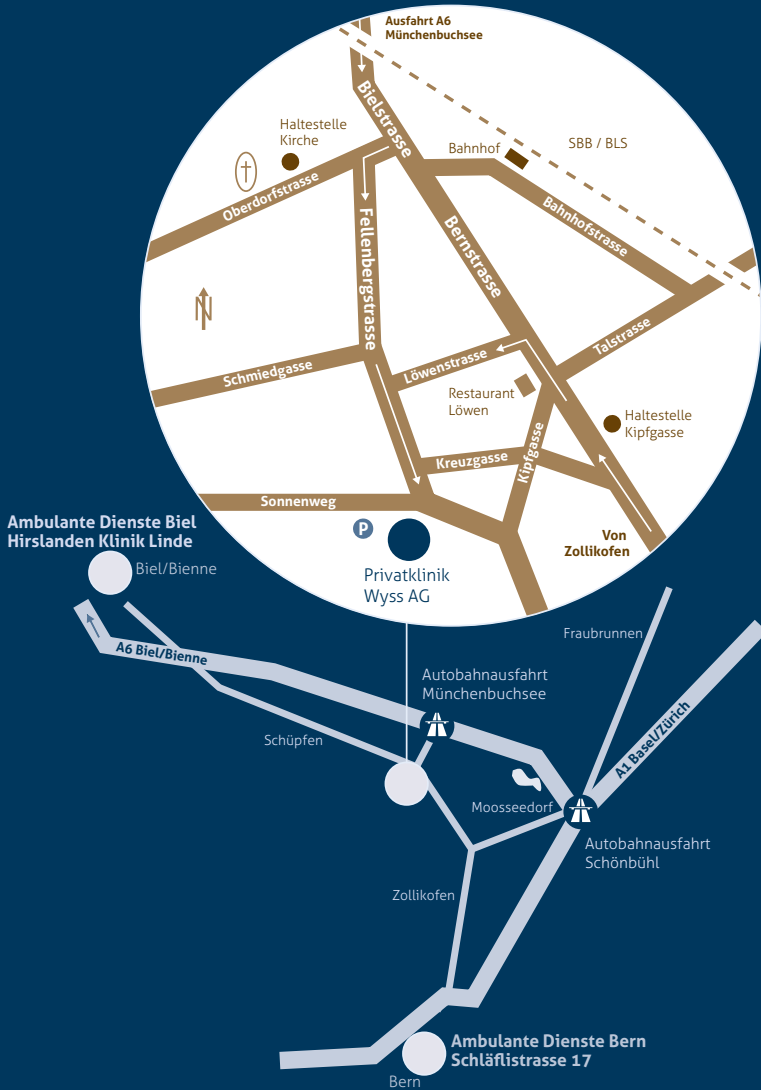 Ausfahrt A6
Münchenbuchsee
Bielstrasse
Haltestelle
Kirche
Bahnhof
SBB / BLS
Oberdorfstrasse
Fellenbergstrasse
Bernstrasse
Bahnhofstrasse
N
Talstrasse
Löwenstrasse
Schmiedgasse
Restaurant
Löwen
Haltestelle
Kipfgasse
Kipfgasse
Kreuzgasse
Sonnenweg
P
Von
Zollikofen
Privatklinik
Wyss AG
Ambulante Dienste Biel
Hirslanden Klinik Linde
Biel/Bienne
A6 Biel/Bienne
Fraubrunnen
Autobahnausfahrt
Münchenbuchsee
A1 Basel/Zürich
Schüpfen
Moosseedorf
Autobahnausfahrt
Schönbühl
Zollikofen
Ambulante Dienste Bern
Schläflistrasse 17
Bern